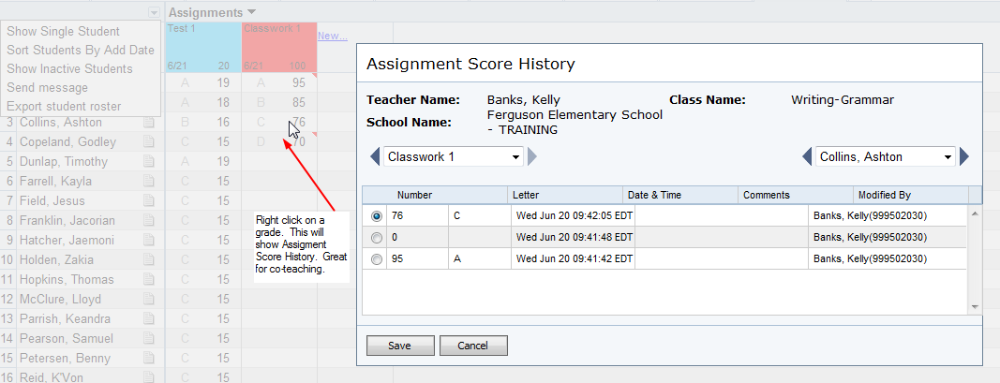 Assignments
Show Single Student
Sort Students By Add Date
Show Inactive Students
Send message
Export student roster
Test 1
6/21 20
Classwork 1
6/21 100
New...
A 19 A 95
A 18 B 85
3 Collins, Ashton B 16 C 76
4 Copeland, Godley C 15 D 70
5 Dunlap, Timothy A 19
6 Farrell, Kayla C 15
7 Field, Jesus C 15
8 Franklin, Jacorian C 15
9 Hatcher, Jaemoni C 15
10 Holden, Zakia C 15
11 Hopkins, Thomas C 15
12 McClure, Lloyd C 15
13 Parrish, Keandra C 15
14 Pearson, Samuel C 15
15 Petersen, Benny C 15
16 Reid, K'Von C 15
Right click on a
grade. This will
show Assigment
Score History. Great
for co-teaching.
Assignment Score History
Teacher Name: Banks, Kelly Class Name: Writing-Grammar
School Name: Ferguson Elementary School
- TRAINING
Classwork 1 Collins, Ashton
Number Letter Date & Time Comments Modified By
76 C Wed Jun 20 09:42:05 EDT Banks, Kelly(999502030)
0 Wed Jun 20 09:41:48 EDT Banks, Kelly(999502030)
95 A Wed Jun 20 09:41:42 EDT Banks, Kelly(999502030)
Save Cancel